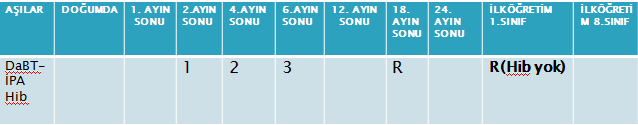 AŞILAR DOĞUMDA 1. AYIN SONU 2.AYIN SONU 4.AYIN SONU 6.AYIN SONU 12. AYIN SONU 18. AYIN SONU 24. AYIN SONU İLKÖĞRETİM 1.SINIF İLKÖĞRETİM 8.SINIF
DaBT-İPA Hib 1 2 3 R R(Hib yok)